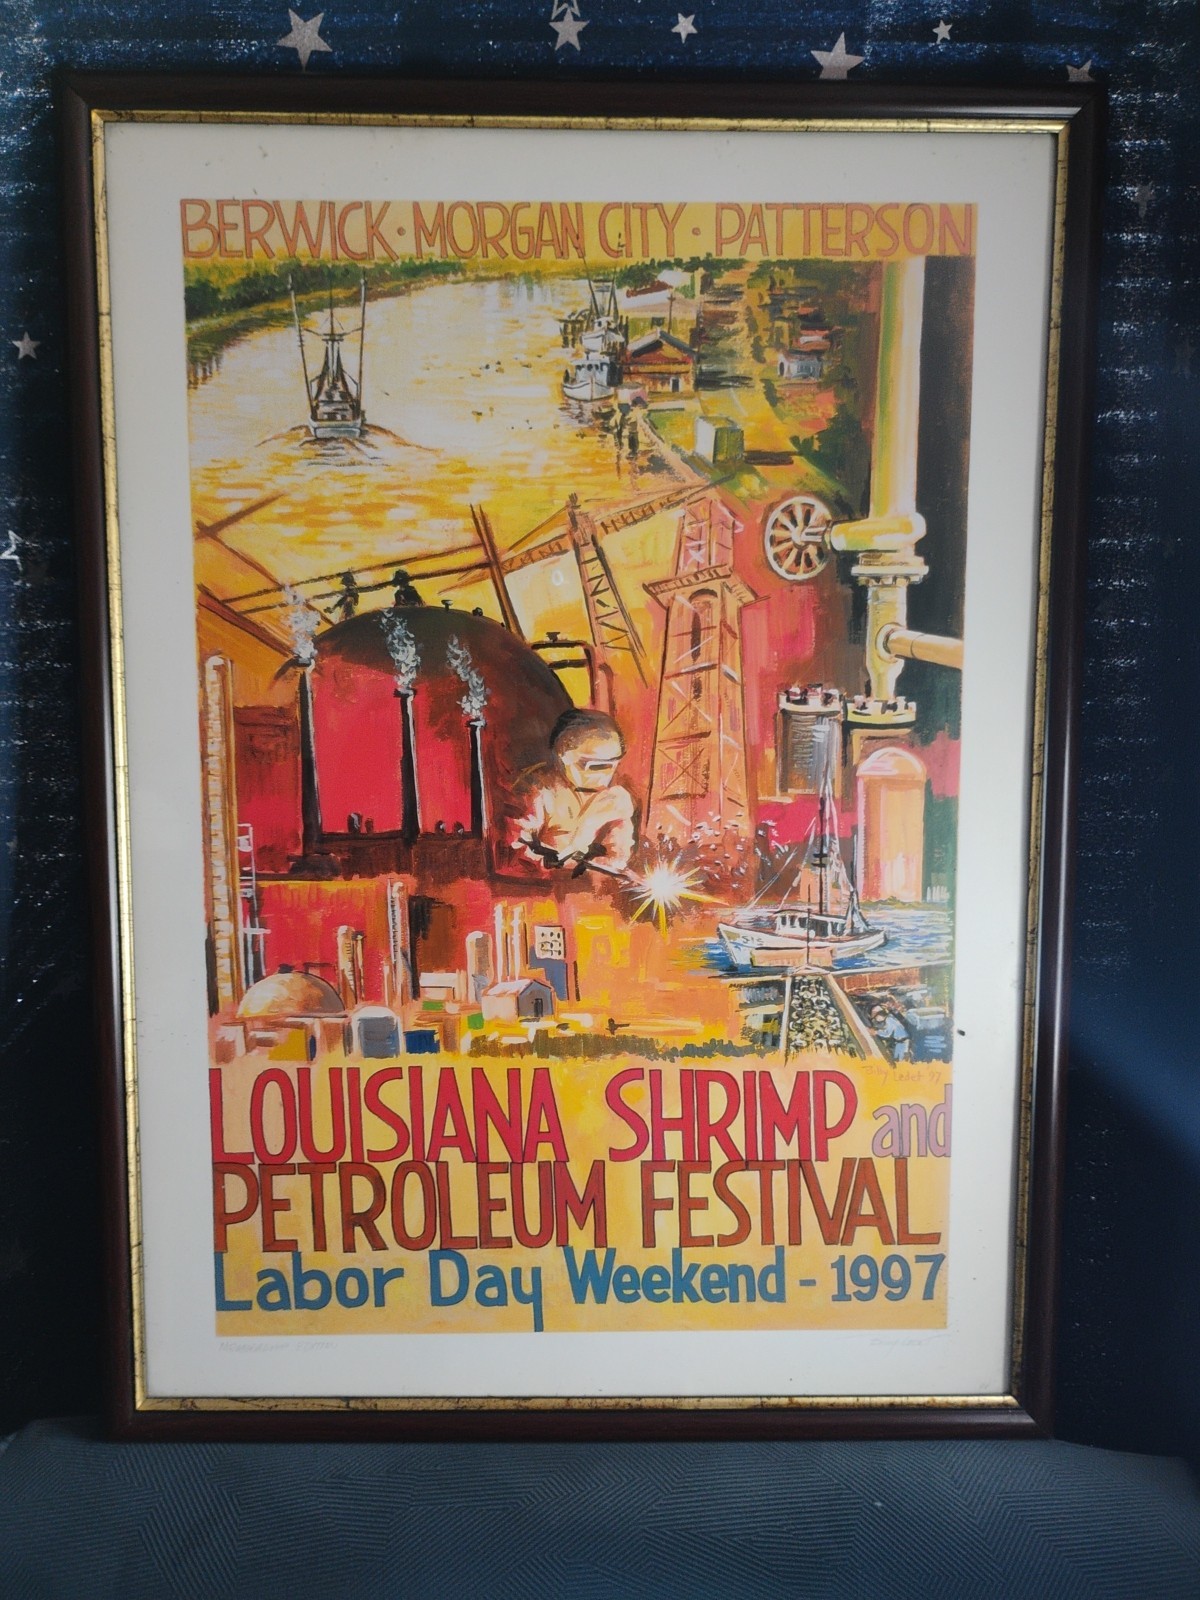 BERWICK · MORGAN CITY · PATTERSON
LOUISIANA SHRIMP and
PETROLEUM FESTIVAL
Labor Day Weekend - 1997